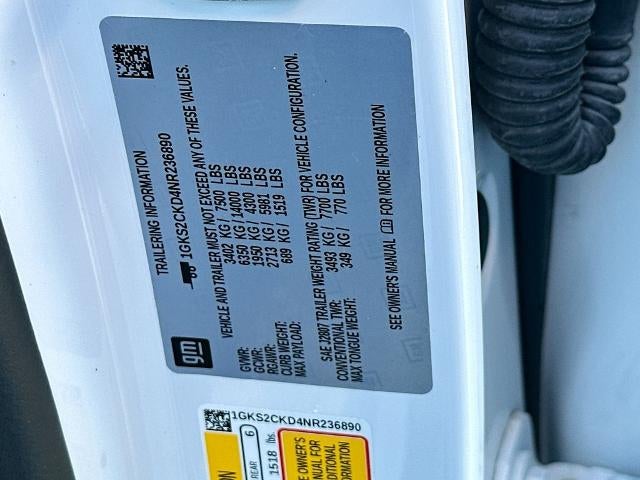 TRAILERING INFORMATION
1GKS2CKD4NR236890
VEHICLE AND TRAILER MUST NOT EXCEED ANY OF THESE VALUES.
gm
GVWR: 3402 KG / 7500 LBS
GCWR: 6350 KG / 14000 LBS
RGAWR: 1950 KG / 4300 LBS
CURB WEIGHT: 2713 KG / 5981 LBS
MAX PAYLOAD: 689 KG / 1519 LBS
SAE J2807 TRAILER WEIGHT RATING (TWR) FOR VEHICLE CONFIGURATION.
CONVENTIONAL TWR: 3493 KG / 7700 LBS
MAX TONGUE WEIGHT: 349 KG / 770 LBS
SEE OWNER'S MANUAL FOR MORE INFORMATION
1GKS2CKD4NR236890
6
REAR
1518 lbs.